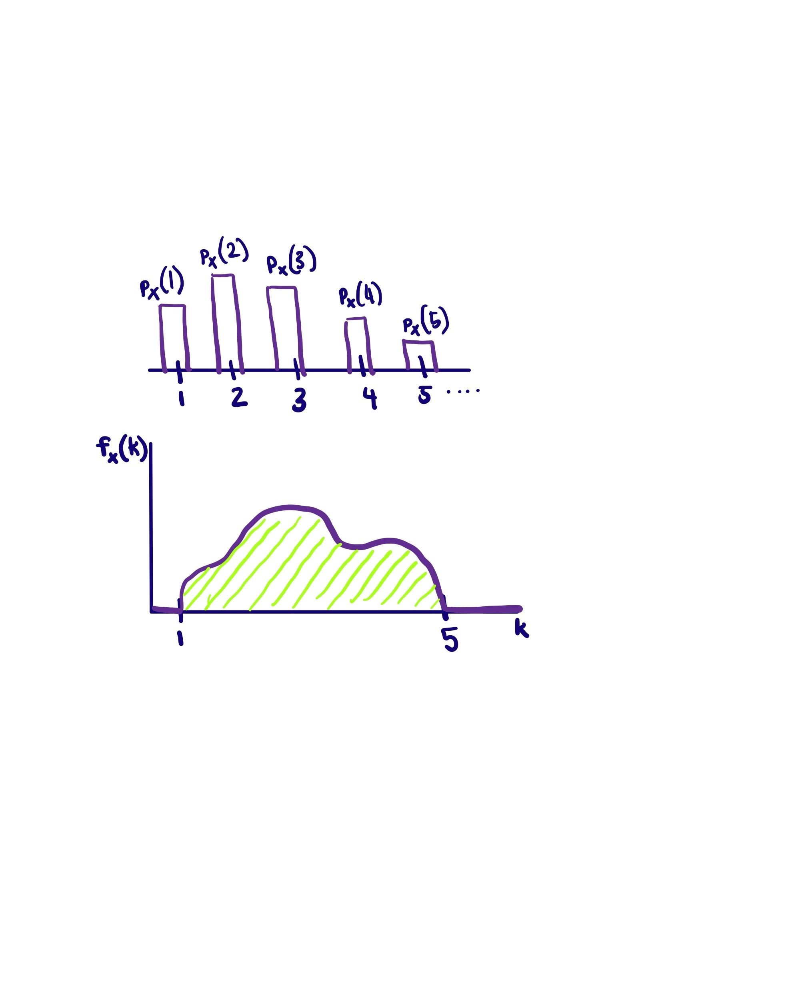 Px(1) Px(2) Px(3) Px(4) Px(5)
1 2 3 4 5 ....
fx(k)
1 5 k